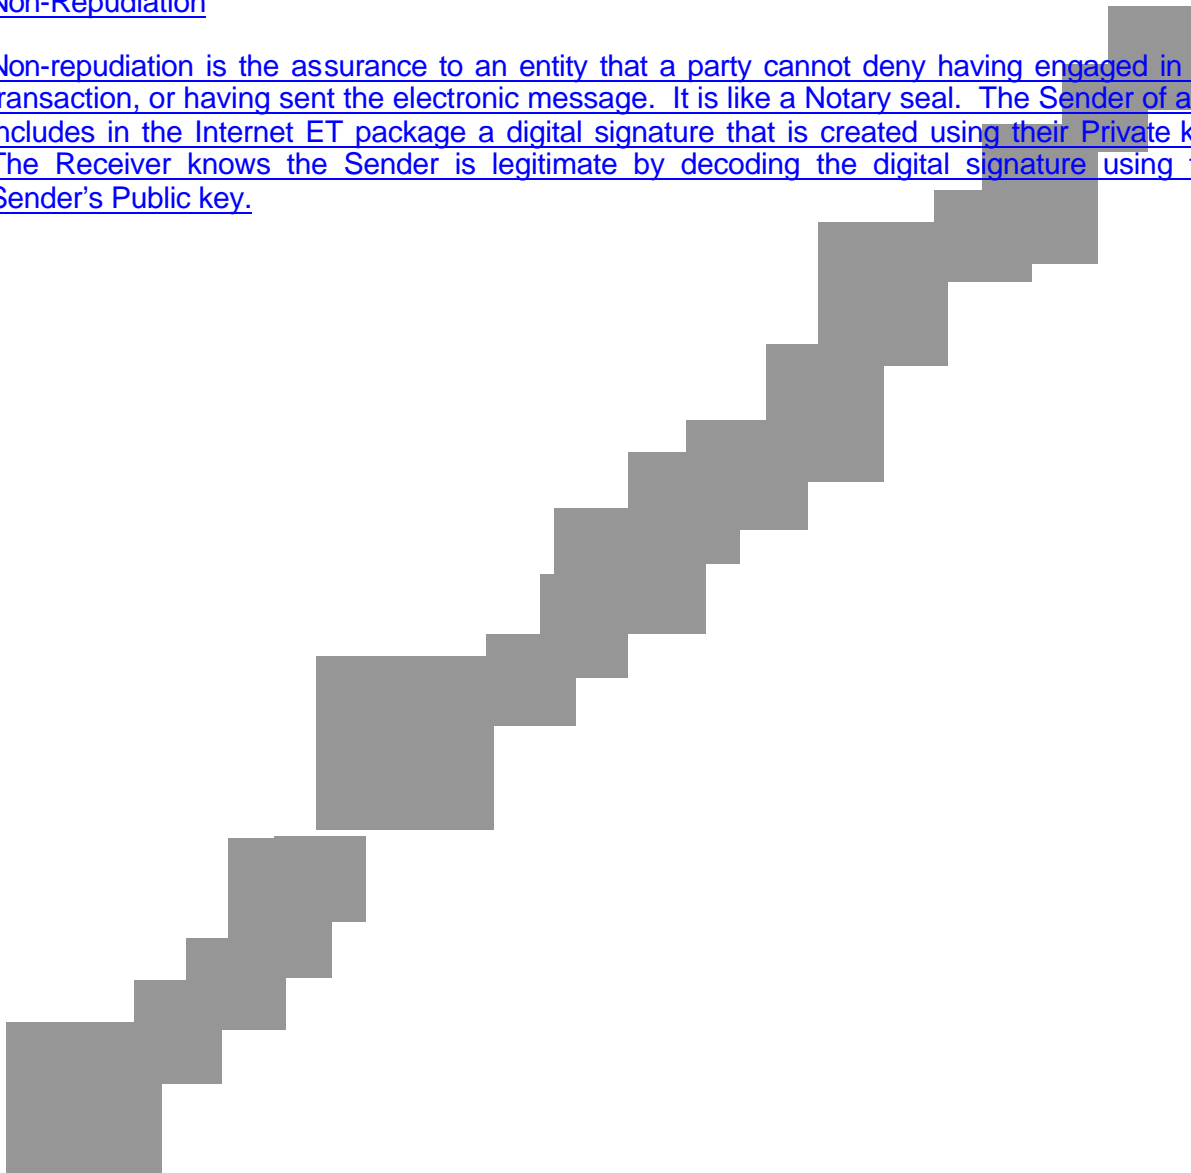 Non-Repudiation
Non-repudiation is the assurance to an entity that a party cannot deny having engaged in
transaction, or having sent the electronic message. It is like a Notary seal. The Sender of a
includes in the Internet ET package a digital signature that is created using their Private k
The Receiver knows the Sender is legitimate by decoding the digital signature using t
Sender’s Public key.